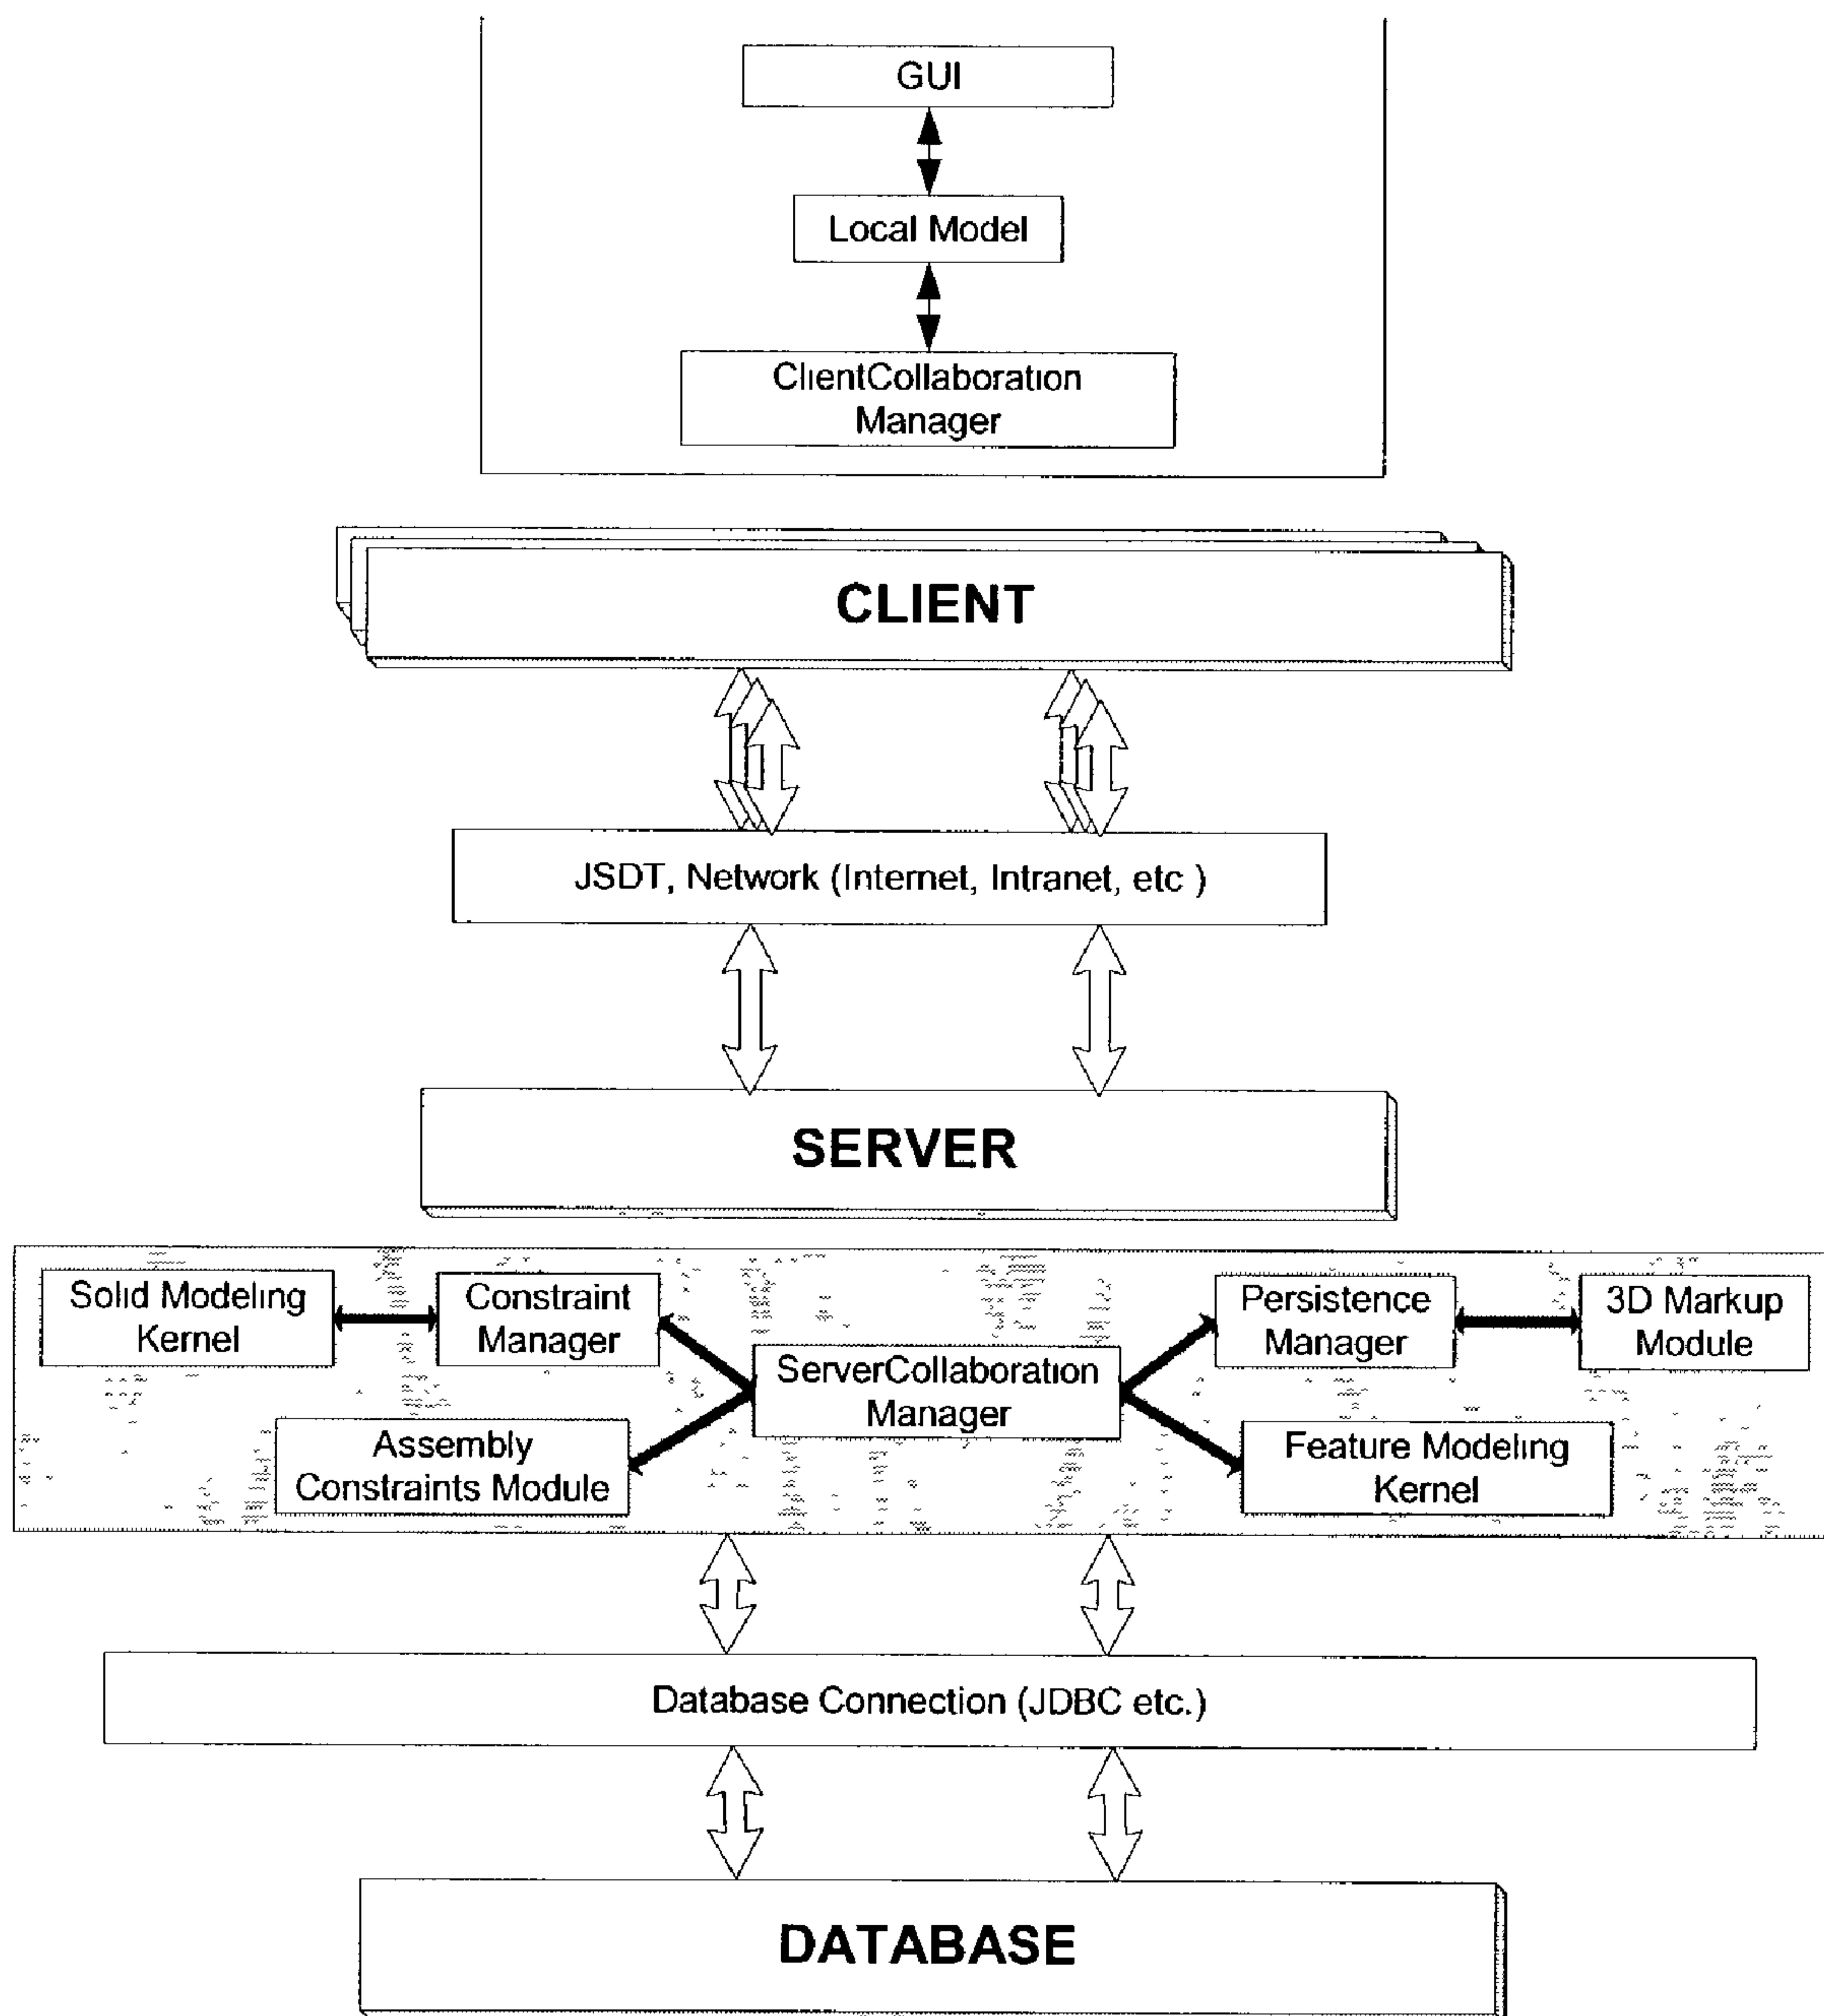 GUI
Local Model
ClientCollaboration
Manager
CLIENT
JSDT, Network (Internet, Intranet, etc )
SERVER
Solid Modeling
Kernel
Constraint
Manager
ServerCollaboration
Manager
Persistence
Manager
3D Markup
Module
Assembly
Constraints Module
Feature Modeling
Kernel
Database Connection (JDBC etc.)
DATABASE